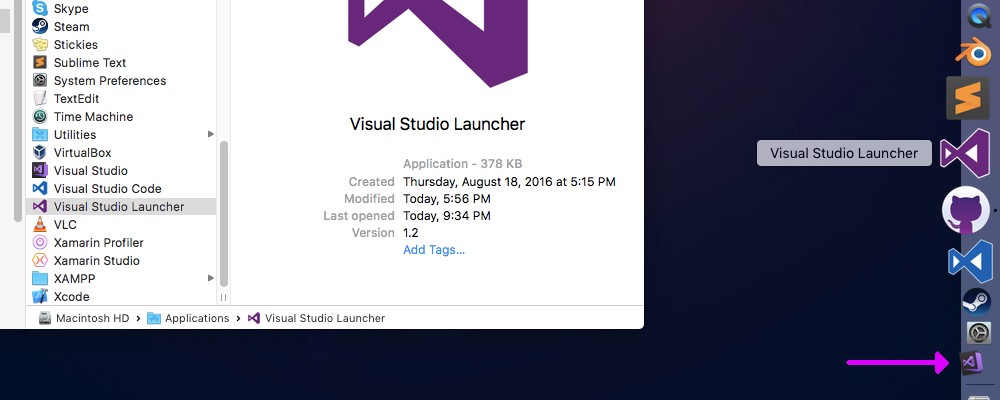 Skype
Steam
Stickies
Sublime Text
System Preferences
TextEdit
Time Machine
Utilities
VirtualBox
Visual Studio
Visual Studio Code
Visual Studio Launcher
VLC
Xamarin Profiler
Xamarin Studio
XAMPP
Xcode
Visual Studio Launcher
Application - 378 KB
Created Thursday, August 18, 2016 at 5:15 PM
Modified Today, 5:56 PM
Last opened Today, 9:34 PM
Version 1.2
Add Tags...
Macintosh HD › Applications › Visual Studio Launcher
Visual Studio Launcher